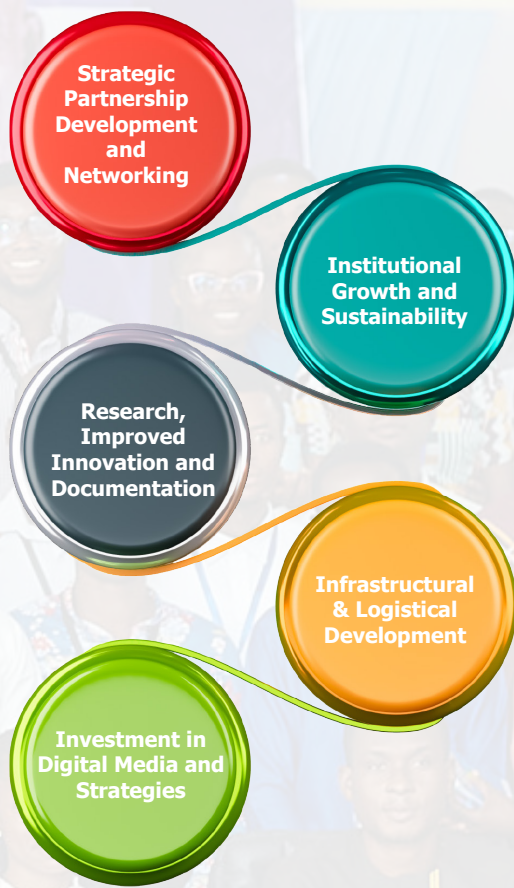 Strategic
Partnership
Development
and
Networking
Institutional
Growth and
Sustainability
Research,
Improved
Innovation and
Documentation
Infrastructural
& Logistical
Development
Investment in
Digital Media and
Strategies